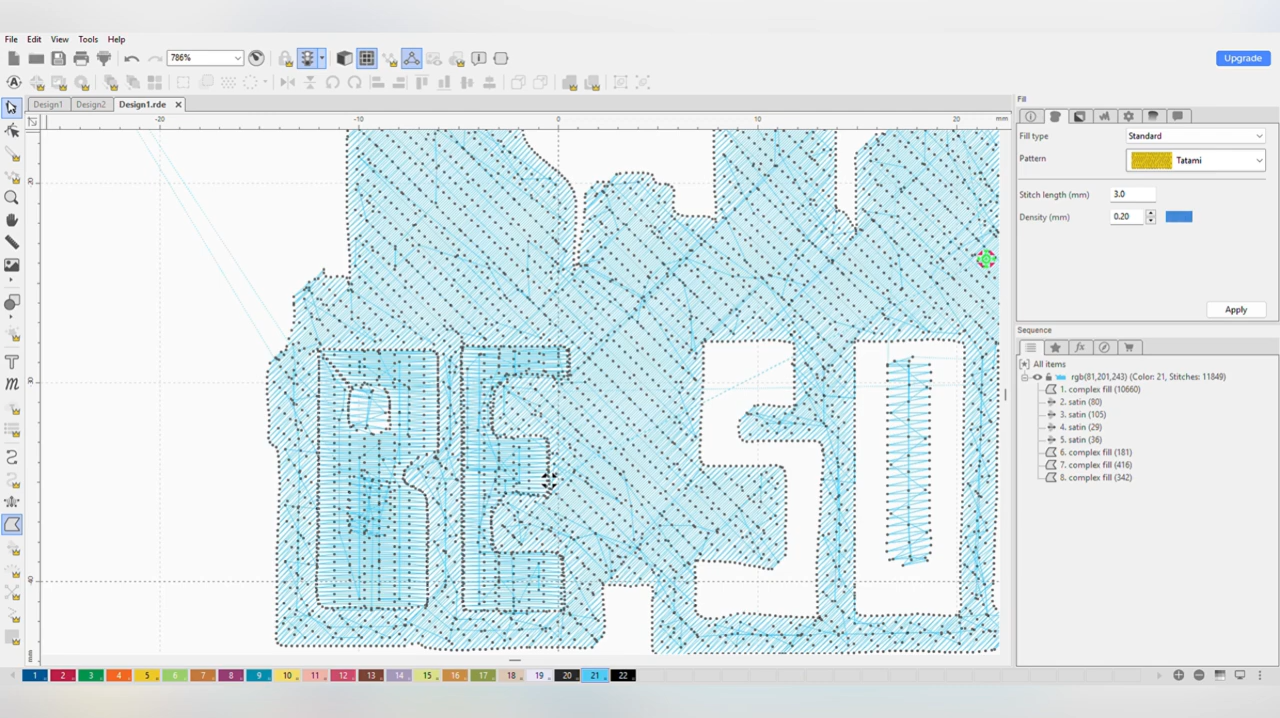 File Edit View Tools Help
786%
Upgrade
Design1 Design2 Design1.rde
-20 -10 0 10 20 mm
Fill
Fill type Standard
Pattern Tatami
Stitch length (mm) 3.0
Density (mm) 0.20
Apply
Sequence
All items
rgb(81,201,243) (Color: 21, Stitches: 11849)
1. complex fill (10660)
2. satin (80)
3. satin (105)
4. satin (29)
5. satin (36)
6. complex fill (181)
7. complex fill (416)
8. complex fill (342)
BE SO
mm
1 2 3 4 5 6 7 8 9 10 11 12 13 14 15 16 17 18 19 20 21 22